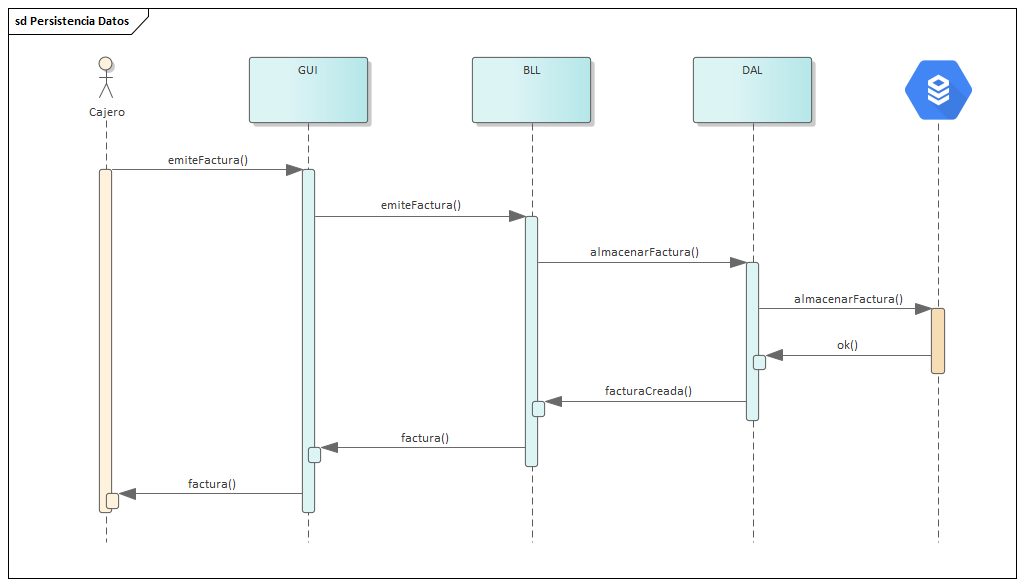 sd Persistencia Datos
Cajero
GUI
BLL
DAL
emiteFactura()
emiteFactura()
almacenarFactura()
almacenarFactura()
ok()
facturaCreada()
factura()
factura()